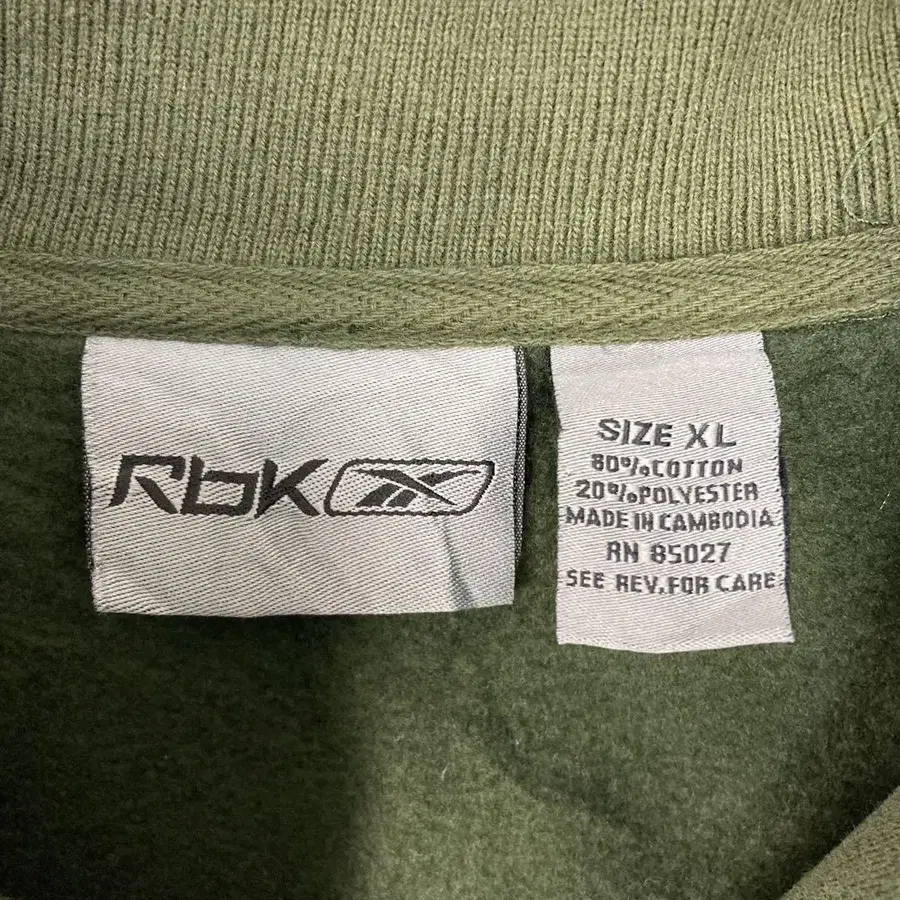 Rbk
SIZE XL
80%COTTON
20%POLYESTER
MADE IN CAMBODIA
RN 85027
SEE REV.FOR CARE